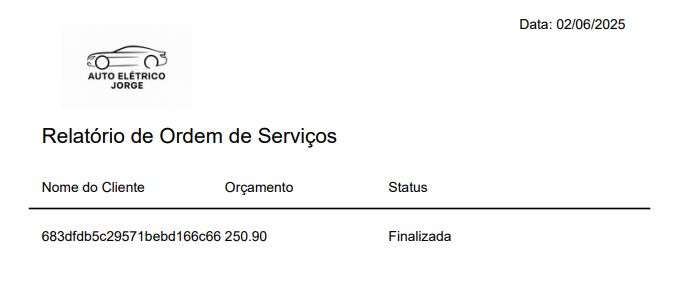 Data: 02/06/2025
AUTO ELÉTRICO
JORGE
Relatório de Ordem de Serviços
Nome do Cliente Orçamento Status
683dfdb5c29571bebd166c66 250.90 Finalizada